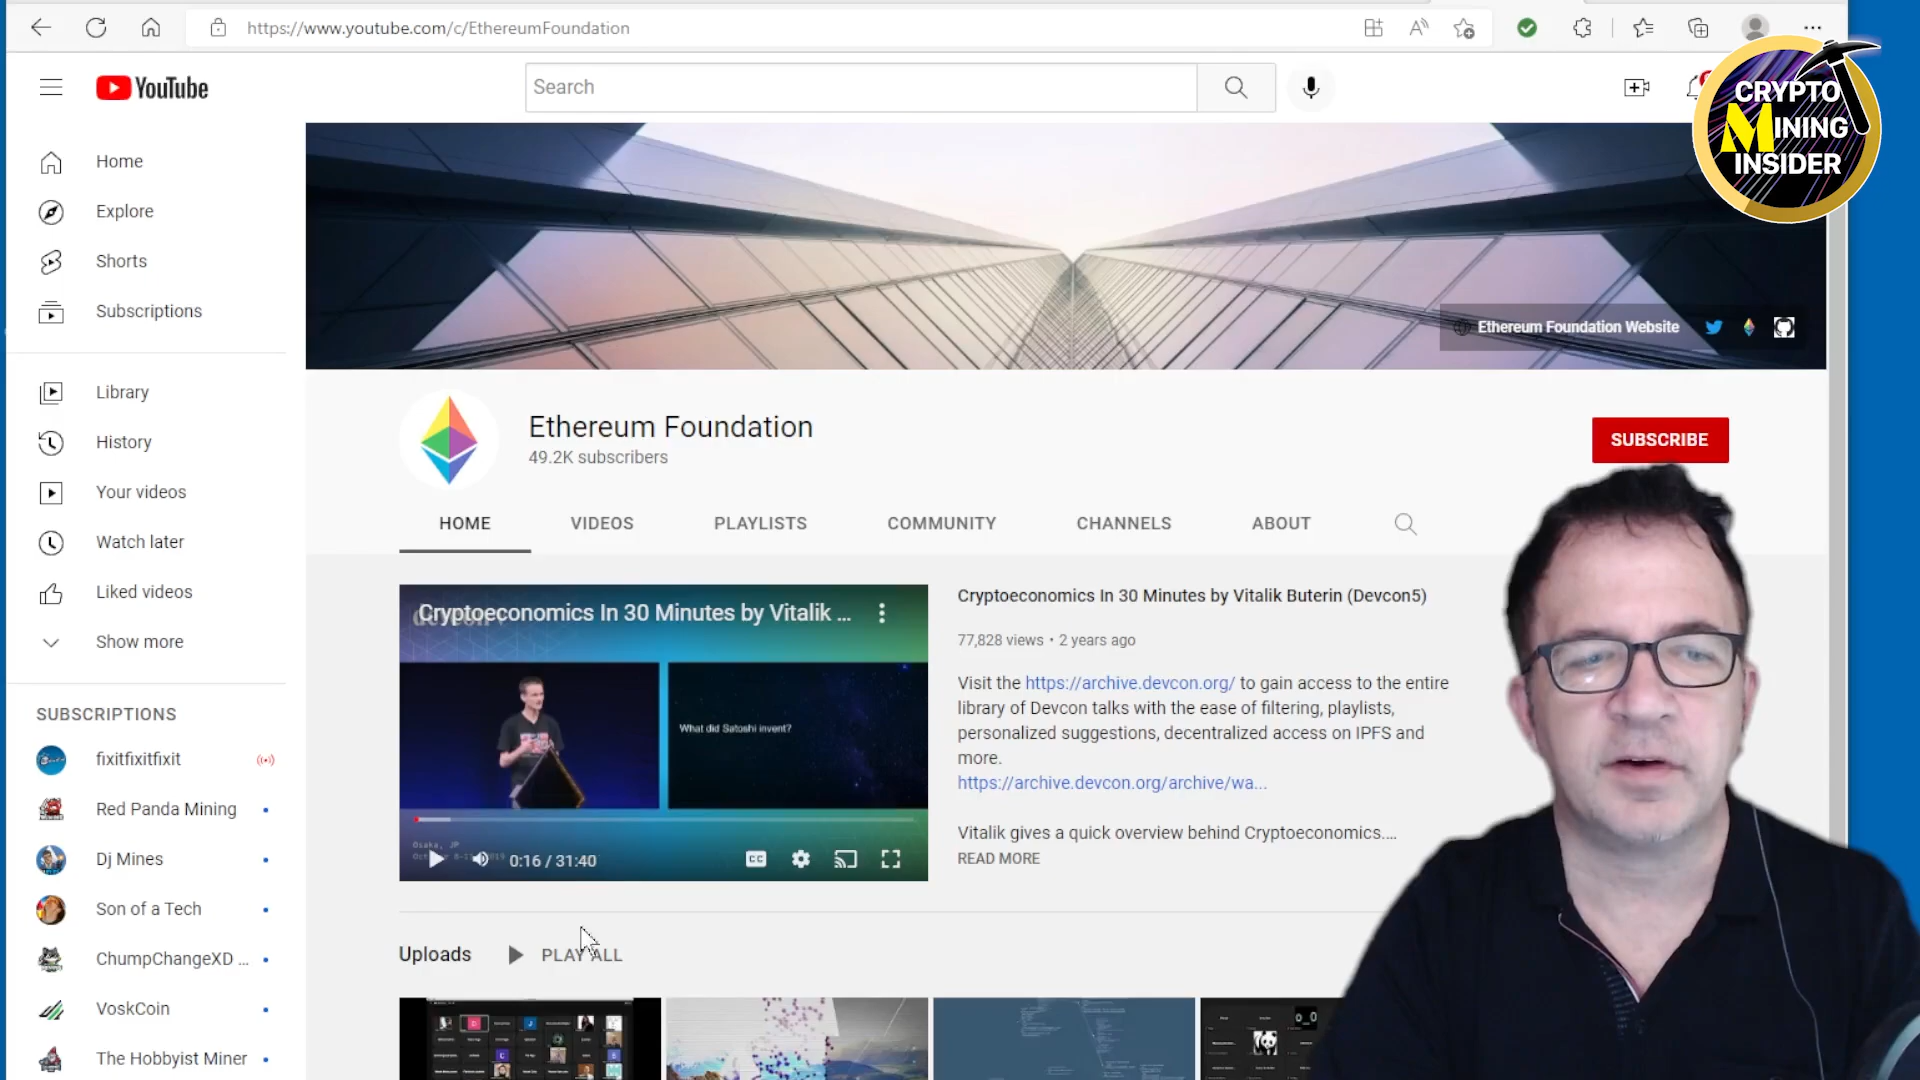 https://www.youtube.com/c/EthereumFoundation
YouTube
Search
CRYPTO
MINING
INSIDER
Home
Explore
Shorts
Subscriptions
Library
History
Your videos
Watch later
Liked videos
Show more
SUBSCRIPTIONS
fixitfixitfixit
Red Panda Mining
Dj Mines
Son of a Tech
ChumpChangeXD ...
VoskCoin
The Hobbyist Miner
Ethereum Foundation Website
Ethereum Foundation
49.2K subscribers
SUBSCRIBE
HOME VIDEOS PLAYLISTS COMMUNITY CHANNELS ABOUT
Cryptoeconomics In 30 Minutes by Vitalik ...
What did Satoshi invent?
Osaka, JP
0:16 / 31:40
CC
Cryptoeconomics In 30 Minutes by Vitalik Buterin (Devcon5)
77,828 views • 2 years ago
Visit the https://archive.devcon.org/ to gain access to the entire
library of Devcon talks with the ease of filtering, playlists,
personalized suggestions, decentralized access on IPFS and
more.
https://archive.devcon.org/archive/wa...
Vitalik gives a quick overview behind Cryptoeconomics....
READ MORE
Uploads PLAY ALL